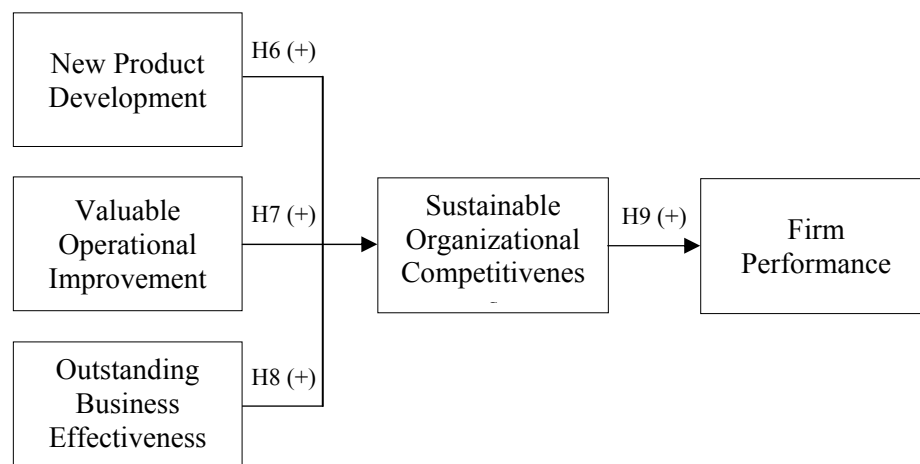 New Product
Development
H6 (+)
Valuable
Operational
Improvement
H7 (+)
Outstanding
Business
Effectiveness
H8 (+)
Sustainable
Organizational
Competitivenes
H9 (+)
Firm
Performance